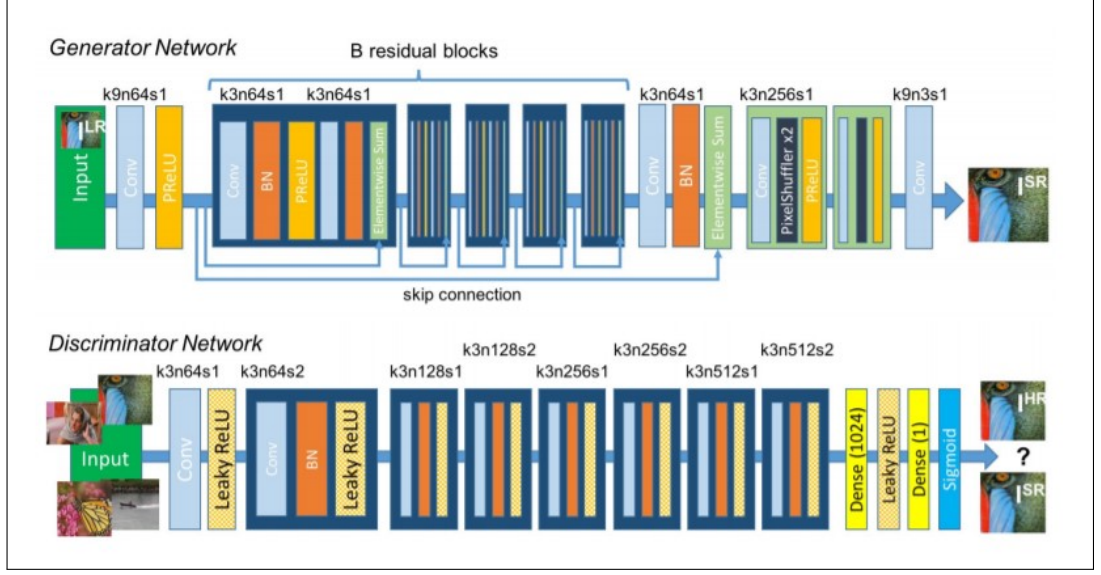 Generator Network
B residual blocks
k9n64s1
k3n64s1
k3n64s1
k3n64s1
k3n256s1
k9n3s1
I LR
Input
Conv
PReLU
Conv
BN
PReLU
Elementwise Sum
Conv
BN
Elementwise Sum
Conv
PixelShuffler x2
PReLU
Conv
I SR
skip connection
Discriminator Network
k3n64s1
k3n64s2
k3n128s1
k3n128s2
k3n256s1
k3n256s2
k3n512s1
k3n512s2
Input
Conv
Leaky ReLU
Conv
BN
Leaky ReLU
Dense (1024)
Leaky ReLU
Dense (1)
Sigmoid
I HR
?
I SR